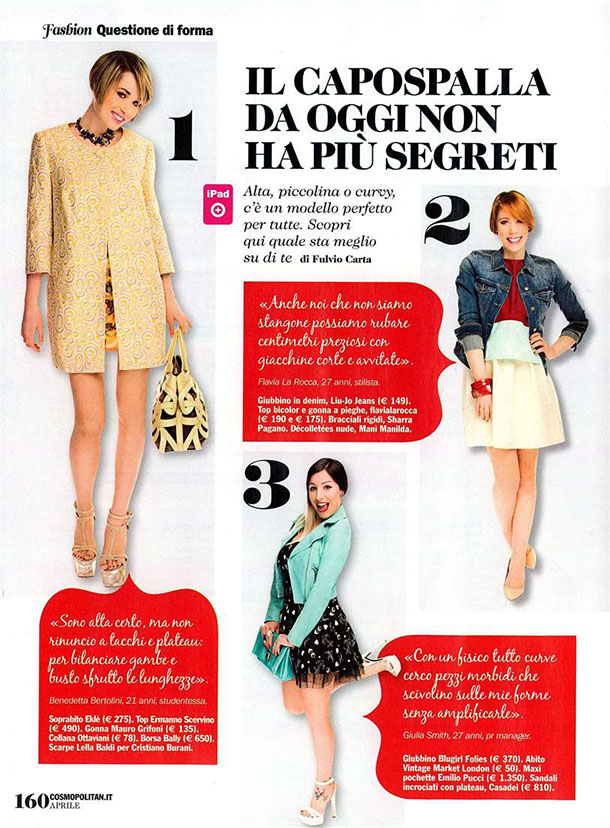 Fashion Questione di forma
IL CAPOSPALLA
DA OGGI NON
HA PIÙ SEGRETI
1
iPad
Alta, piccolina o curvy,
c'è un modello perfetto
per tutte. Scopri
qui quale sta meglio
su di te di Fulvio Carta
2
«Anche noi che non siamo
stangone possiamo rubare
centimetri preziosi con
giacchine corte e avvitate».
Flavia La Rocca, 27 anni, stilista.
Giubbino in denim, Liu-Jo Jeans (€ 149).
Top bicolor e gonna a pieghe, flavialarocca
(€ 190 e € 175). Bracciali rigidi, Sharra
Pagano. Décolletées nude, Mani Manilda.
3
«Sono alta certo, ma non
rinuncio a tacchi e plateau:
per bilanciare gambe e
busto sfrutto le lunghezze».
Benedetta Bertolini, 21 anni, studentessa.
Soprabito Eklè (€ 275). Top Ermanno Scervino
(€ 490). Gonna Mauro Grifoni (€ 135).
Collana Ottaviani (€ 78). Borsa Bally (€ 650).
Scarpe Lella Baldi per Cristiano Burani.
«Con un fisico tutto curve
cerco pezzi morbidi che
scivolino sulle mie forme
senza amplificarle».
Giulia Smith, 27 anni, pr manager.
Giubbino Blugirl Folies (€ 370). Abito
Vintage Market London (€ 50). Maxi
pochette Emilio Pucci (€ 1.350). Sandali
incrociati con plateau, Casadei (€ 810).
160 COSMOPOLITAN.IT
APRILE